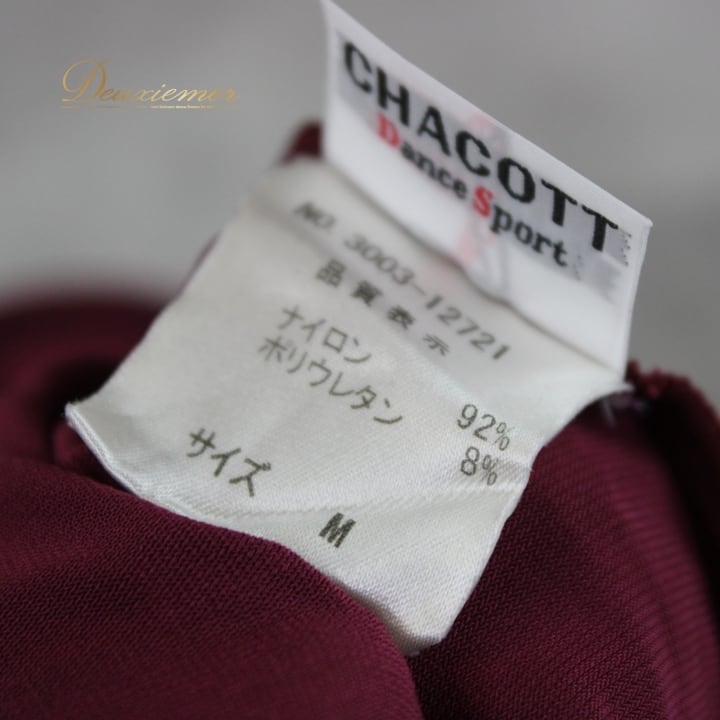 Deuxiemer
CHACOTT
Dance Sport
NO. 3003-12721
品質表示
ナイロン 92%
ポリウレタン 8%
サイズ
M